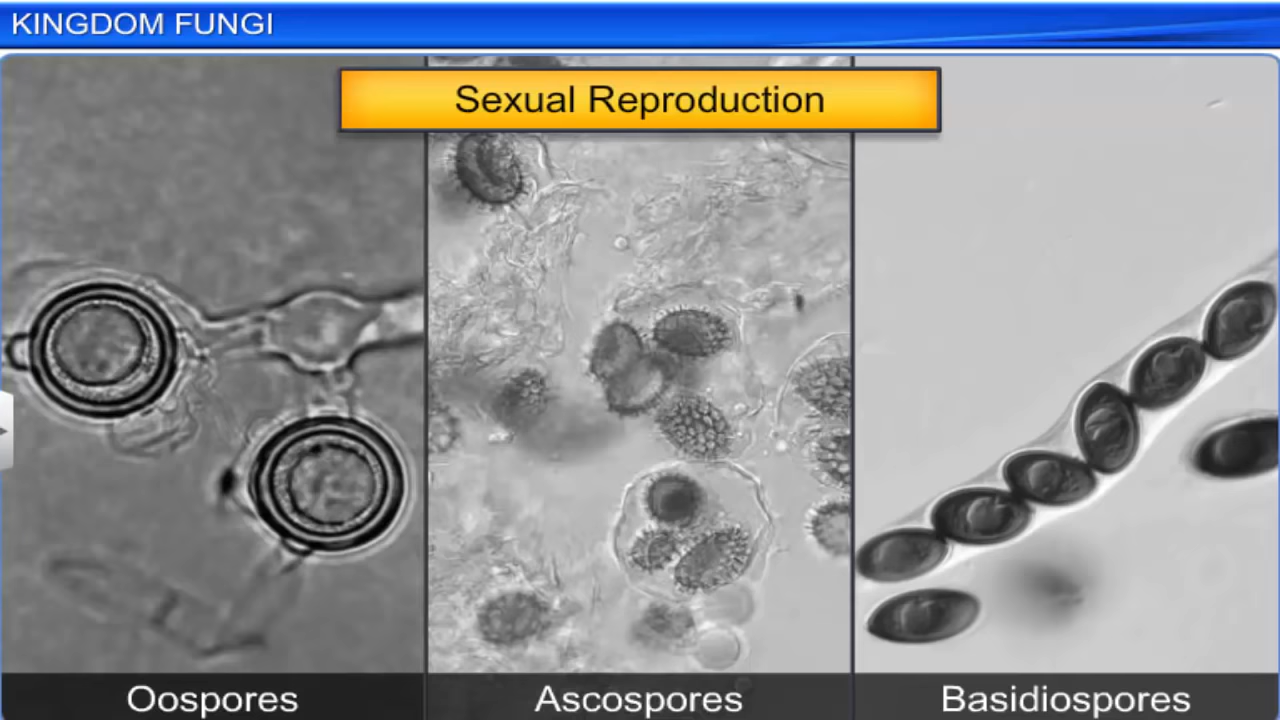 KINGDOM FUNGI
Sexual Reproduction
Oospores
Ascospores
Basidiospores